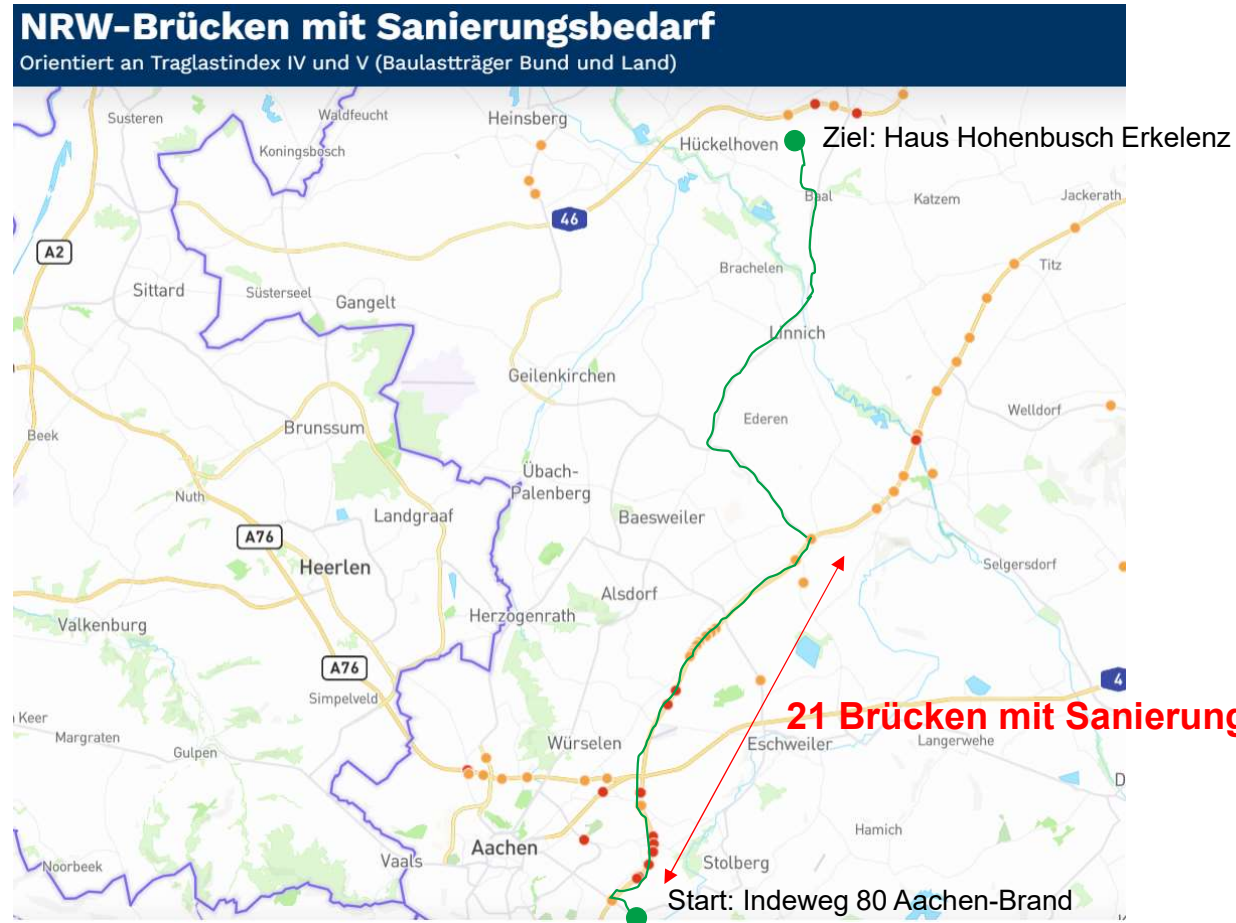 NRW-Brücken mit Sanierungsbedarf
Orientiert an Traglastindex IV und V (Baulastträger Bund und Land)
Susteren
Waldfeucht
Heinsberg
Koningsbosch
Hückelhoven
Ziel: Haus Hohenbusch Erkelenz
Baal
Katzem
Jackerath
46
A2
Brachelen
Titz
Sittard
Süsterseel
Gangelt
Linnich
Geilenkirchen
Ederen
Welldorf
Beek
Brunssum
Übach-
Palenberg
Nuth
Landgraaf
Baesweiler
A76
Heerlen
Selgersdorf
Alsdorf
Herzogenrath
Valkenburg
A76
Simpelveld
4
Keer
Margraten
Gulpen
Würselen
21 Brücken mit Sanierung
Eschweiler
Langerwehe
D
Hamich
Aachen
Vaals
Stolberg
Noorbeek
Start: Indeweg 80 Aachen-Brand